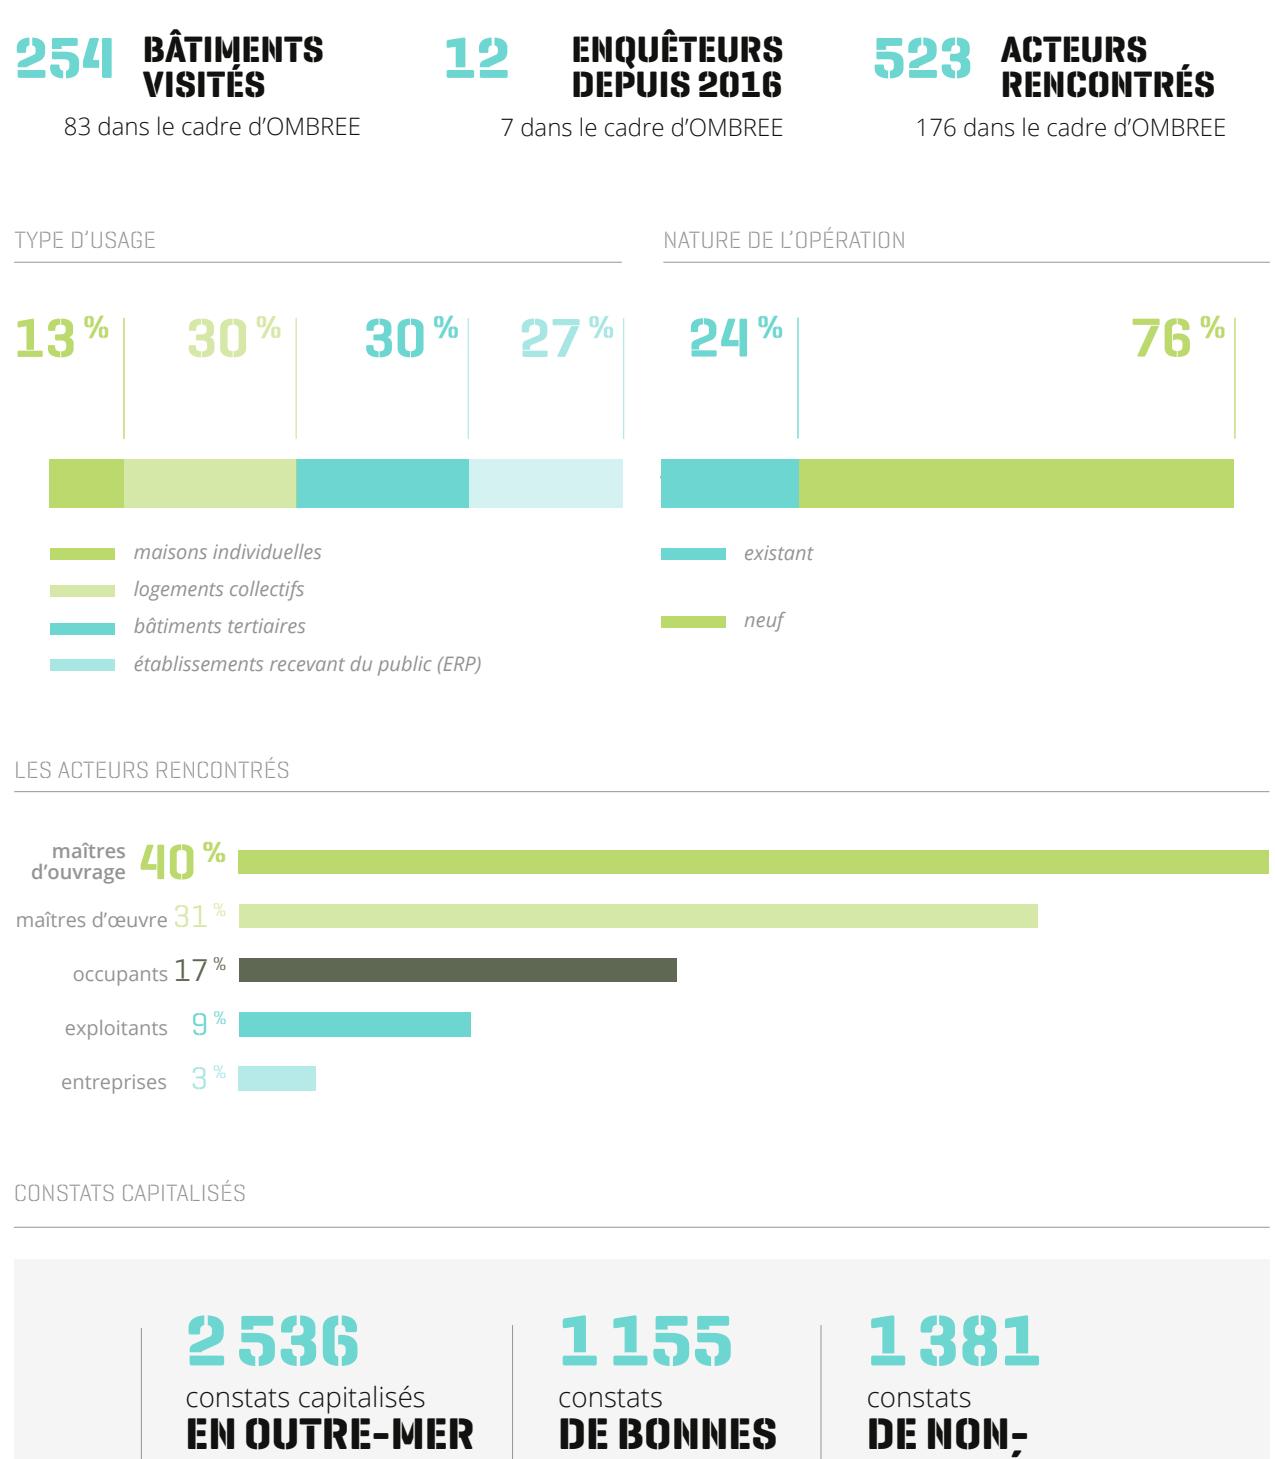 254 BÂTIMENTS
VISITÉS
83 dans le cadre d’OMBREE
12 ENQUÊTEURS
DEPUIS 2016
7 dans le cadre d’OMBREE
523 ACTEURS
RENCONTRÉS
176 dans le cadre d’OMBREE
TYPE D’USAGE
13 % 30 % 30 % 27 %
maisons individuelles
logements collectifs
bâtiments tertiaires
établissements recevant du public (ERP)
NATURE DE L’OPÉRATION
24 % 76 %
existant
neuf
LES ACTEURS RENCONTRÉS
maîtres
d’ouvrage 40 %
maîtres d’œuvre 31 %
occupants 17 %
exploitants 9 %
entreprises 3 %
CONSTATS CAPITALISÉS
2 536
constats capitalisés
EN OUTRE-MER
1 155
constats
DE BONNES
1 381
constats
DE NON-